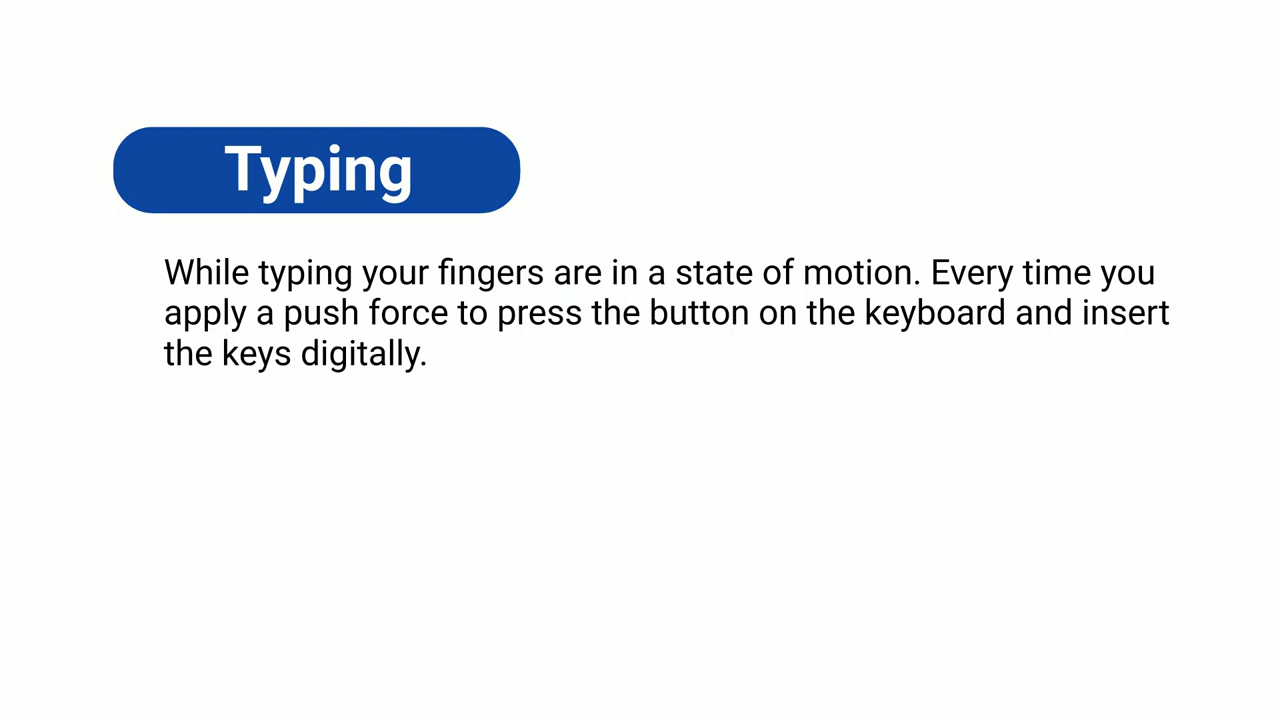 Typing
While typing your fingers are in a state of motion. Every time you
apply a push force to press the button on the keyboard and insert
the keys digitally.